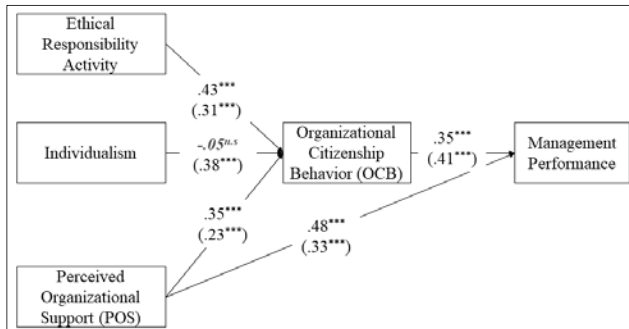 Ethical
Responsibility
Activity
.43***
(.31***)
Individualism
-.05n.s
(.38***)
Organizational
Citizenship
Behavior (OCB)
.35***
(.41***)
Management
Performance
.35***
(.23***)
.48***
(.33***)
Perceived
Organizational
Support (POS)